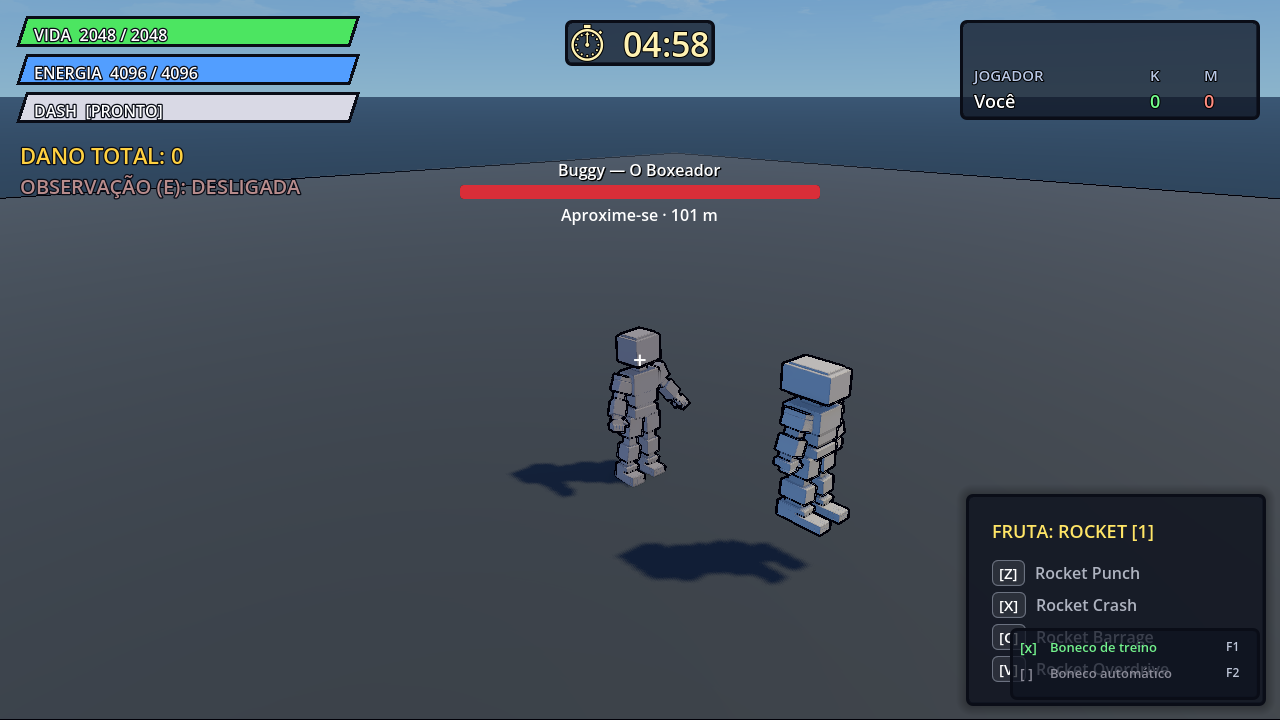 VIDA 2048 / 2048
ENERGIA 4096 / 4096
DASH [PRONTO]
DANO TOTAL: 0
OBSERVAÇÃO (E): DESLIGADA
04:58
JOGADOR K M
Você 0 0
Buggy — O Boxeador
Aproxime-se · 101 m
FRUTA: ROCKET [1]
[Z] Rocket Punch
[X] Rocket Crash
[C] Rocket Barrage
[x] Boneco de treino F1
[V] Rocket Overdrive
[ ] Boneco automático F2